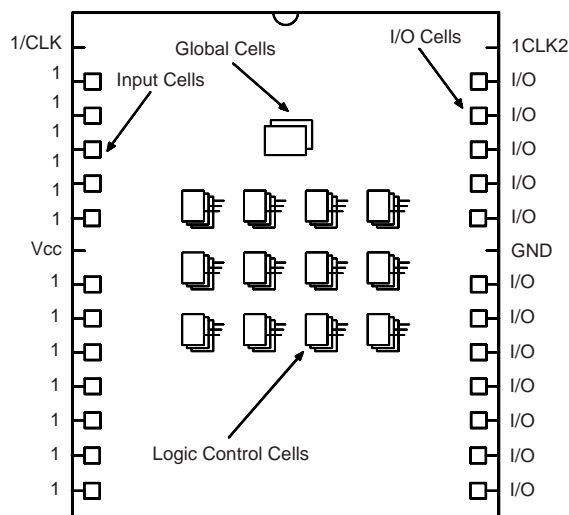 1/CLK
Global Cells
I/O Cells
1CLK2
1
Input Cells
I/O
1
I/O
1
I/O
1
I/O
1
I/O
1
Vcc
GND
1
I/O
1
I/O
1
I/O
1
I/O
1
I/O
Logic Control Cells
1
I/O
1
I/O